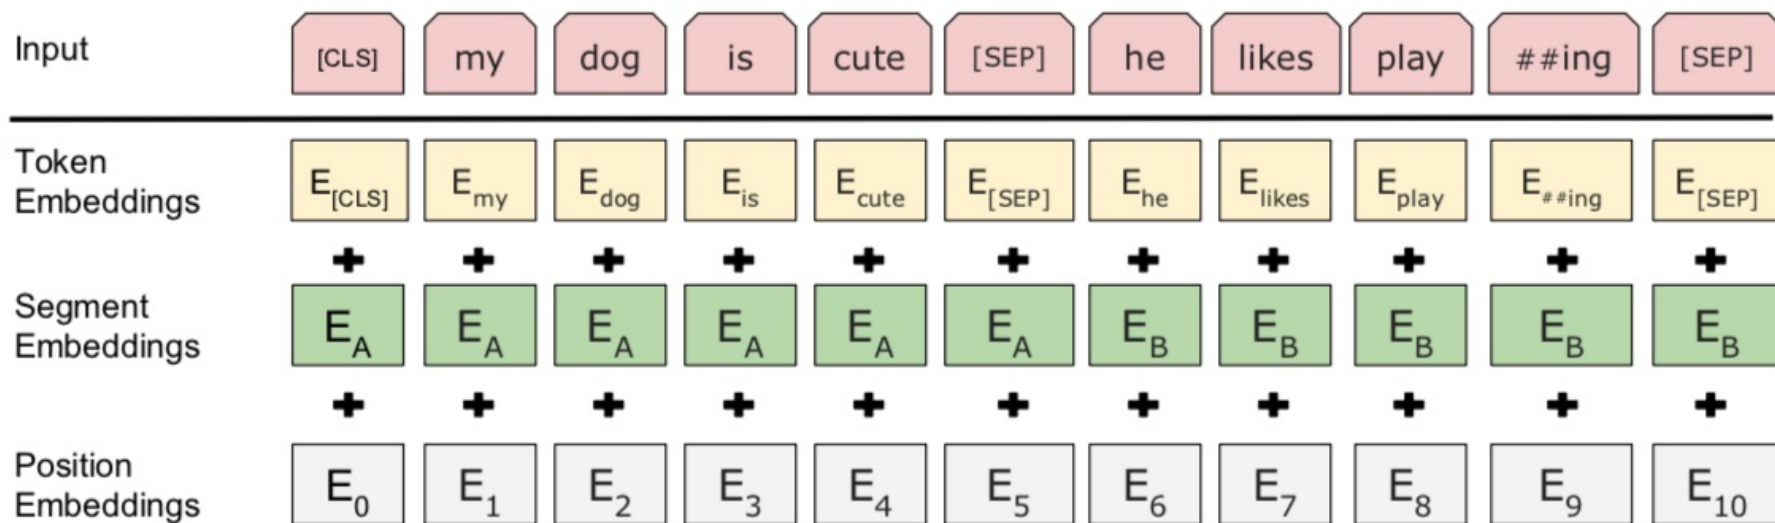 Input [CLS] my dog is cute [SEP] he likes play ##ing [SEP]
Token
Embeddings E[CLS] Emy Edog Eis Ecute E[SEP] Ehe Elikes Eplay E##ing E[SEP]
+ + + + + + + + + + +
Segment
Embeddings EA EA EA EA EA EA EB EB EB EB EB
+ + + + + + + + + + +
Position
Embeddings E0 E1 E2 E3 E4 E5 E6 E7 E8 E9 E10